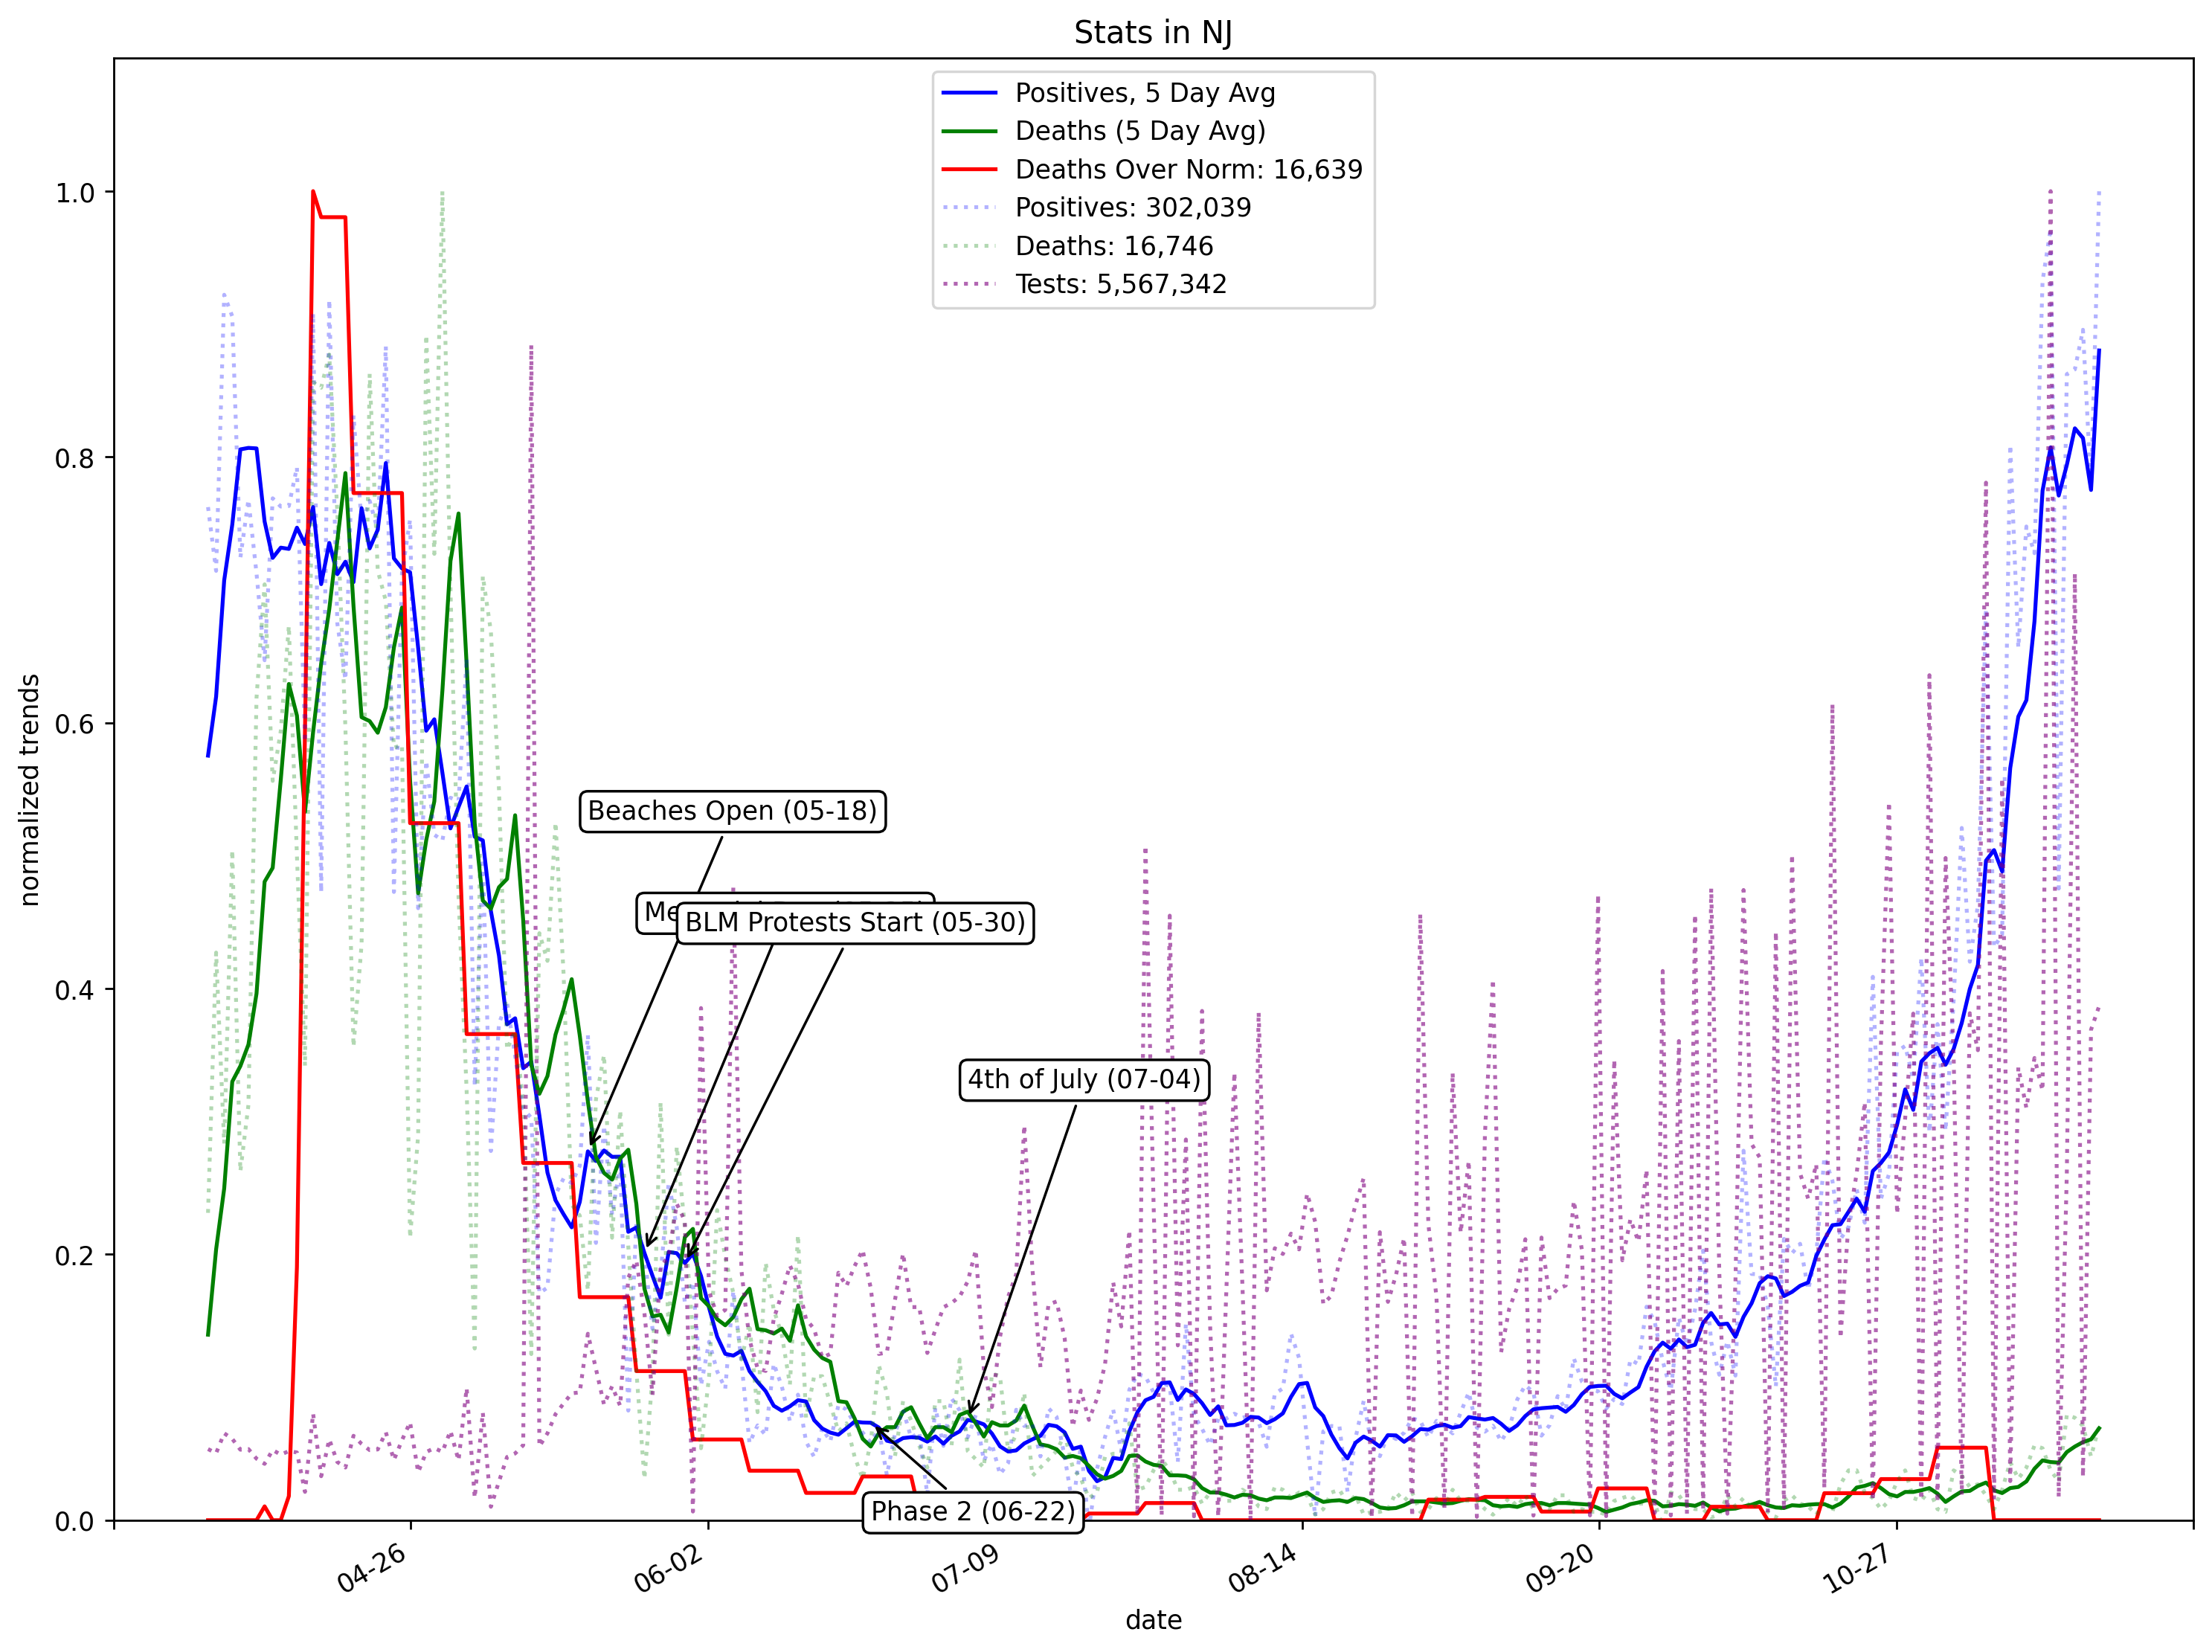 Stats in NJ
Positives, 5 Day Avg
Deaths (5 Day Avg)
Deaths Over Norm: 16,639
Positives: 302,039
Deaths: 16,746
Tests: 5,567,342
normalized trends
1.0
0.8
0.6
0.4
0.2
0.0
Beaches Open (05-18)
BLM Protests Start (05-30)
4th of July (07-04)
Phase 2 (06-22)
04-26
06-02
07-09
08-14
09-20
10-27
date